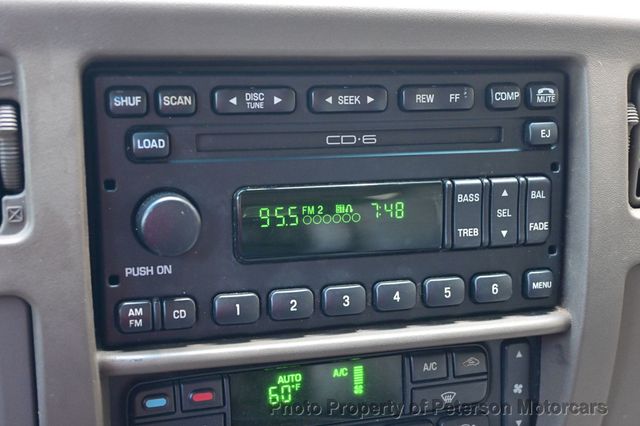 SHUF SCAN DISC TUNE SEEK REW FF COMP MUTE
LOAD CD·6 EJ
95.5 FM 2 7:48
BASS SEL BAL
TREB FADE
PUSH ON
AM FM CD 1 2 3 4 5 6 MENU
AUTO A/C A/C
60°F
Photo Property of Peterson Motorcars